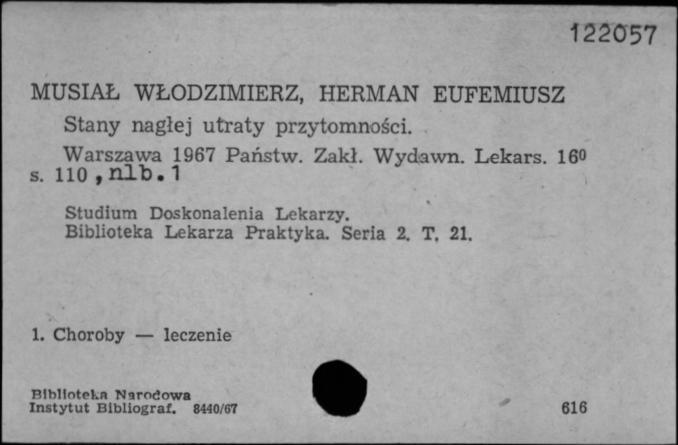 122057
MUSIAŁ WŁODZIMIERZ, HERMAN EUFEMIUSZ
Stany nagłej utraty przytomności.
Warszawa 1967 Państw. Zakł. Wydawn. Lekars. 16⁰
s. 110, nlb. 1
Studium Doskonalenia Lekarzy.
Biblioteka Lekarza Praktyka. Seria 2. T. 21.
1. Choroby — leczenie
Biblioteka Narodowa
Instytut Bibliograf. 8440/67
616